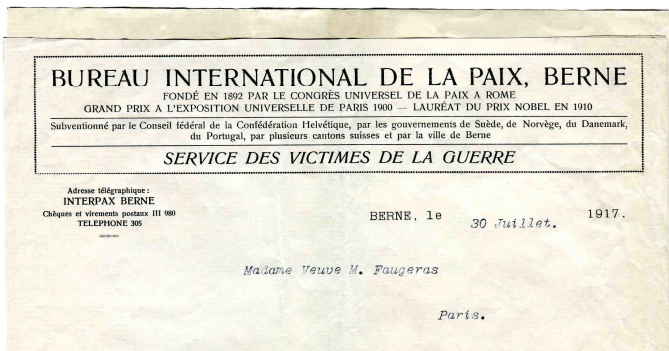 BUREAU INTERNATIONAL DE LA PAIX, BERNE
FONDÉ EN 1892 PAR LE CONGRÈS UNIVERSEL DE LA PAIX A ROME
GRAND PRIX A L'EXPOSITION UNIVERSELLE DE PARIS 1900 — LAURÉAT DU PRIX NOBEL EN 1910
Subventionné par le Conseil fédéral de la Confédération Helvétique, par les gouvernements de Suède, de Norvège, du Danemark,
du Portugal, par plusieurs cantons suisses et par la ville de Berne
SERVICE DES VICTIMES DE LA GUERRE
Adresse télégraphique:
INTERPAX BERNE
Chèques et virements postaux III 980
TELEPHONE 305
BERNE, le 30 Juillet. 1917.
Madame Veuve M. Faugeras
Paris.